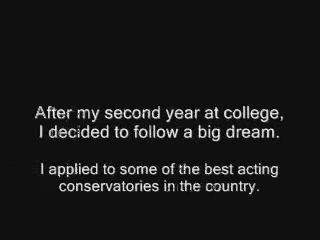 After my second year at college,
I decided to follow a big dream.
I applied to some of the best acting
conservatories in the country.